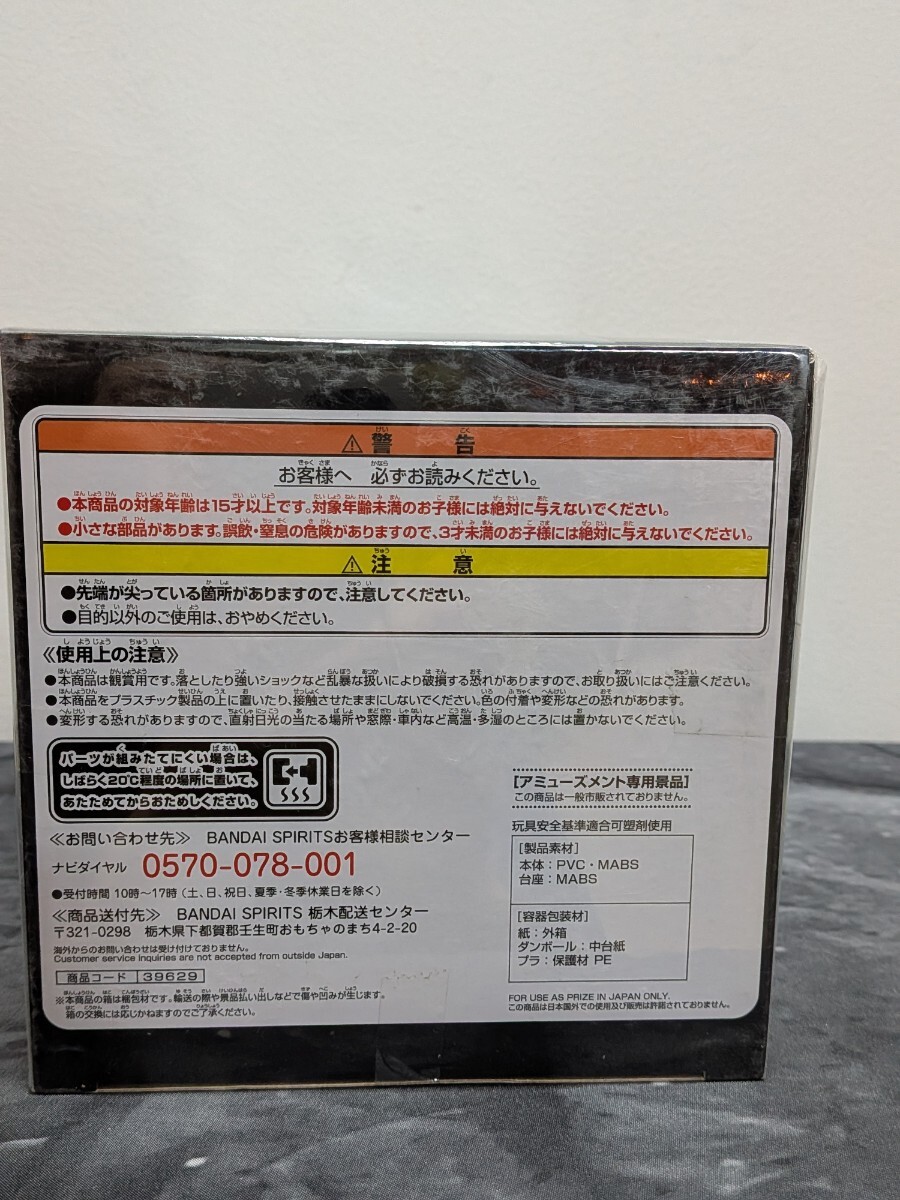 ⚠警告
お客様へ 必ずお読みください。
●本商品の対象年齢は15才以上です。対象年齢未満のお子様には絶対に与えないでください。
●小さな部品があります。誤飲・窒息の危険がありますので、3才未満のお子様には絶対に与えないでください。
⚠注意
●先端が尖っている箇所がありますので、注意してください。
●目的以外のご使用は、おやめください。
《使用上の注意》
●本商品は観賞用です。落としたり強いショックなど乱暴な扱いにより破損する恐れがありますので、お取り扱いにはご注意ください。
●本商品をプラスチック製品の上に置いたり、接触させたままにしないでください。色の付着や変形などの恐れがあります。
●変形する恐れがありますので、直射日光の当たる場所や窓際・車内など高温・多湿のところには置かないでください。
パーツが組みたてにくい場合は、
しばらく20℃程度の場所に置いて、
あたためてからおためしください。
≪お問い合わせ先≫ BANDAI SPIRITSお客様相談センター
ナビダイヤル 0570-078-001
●受付時間 10時〜17時(土、日、祝日、夏季・冬季休業日を除く)
≪商品送付先≫ BANDAI SPIRITS 栃木配送センター
〒321-0298 栃木県下都賀郡壬生町おもちゃのまち4-2-20
海外からのお問い合わせは受け付けておりません。
Customer service inquiries are not accepted from outside Japan.
商品コード 39629
※本商品の箱は梱包材です。輸送の際や景品払い出しなどで傷や凹みが生じます。
箱の交換には応じかねますのでご了承ください。
[アミューズメント専用景品]
この商品は一般市販されておりません。
玩具安全基準適合可塑剤使用
[製品素材]
本体：PVC・MABS
台座：MABS
[容器包装材]
紙：外箱
ダンボール：中台紙
プラ：保護材 PE
FOR USE AS PRIZE IN JAPAN ONLY.
この商品は日本国外での使用及び販売は許諾されておりません。